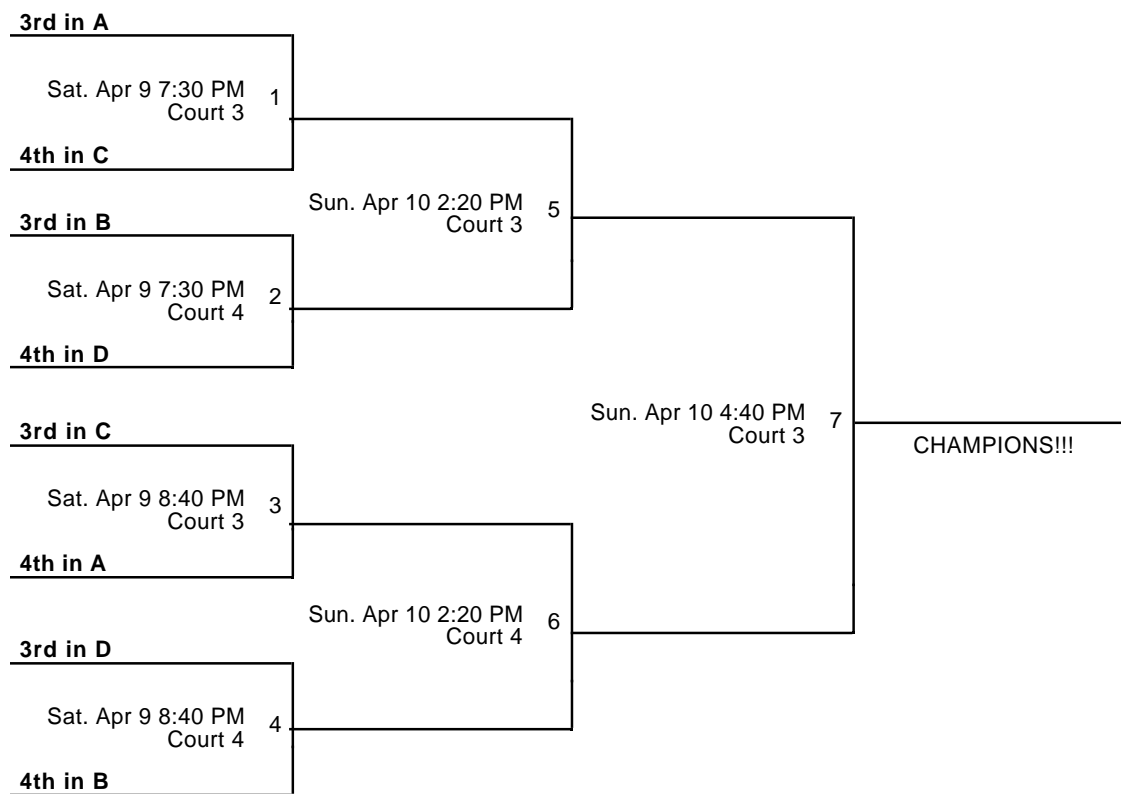 3rd in A
Sat. Apr 9 7:30 PM 1
Court 3
4th in C
Sun. Apr 10 2:20 PM 5
Court 3
3rd in B
Sat. Apr 9 7:30 PM 2
Court 4
4th in D
Sun. Apr 10 4:40 PM 7
Court 3
CHAMPIONS!!!
3rd in C
Sat. Apr 9 8:40 PM 3
Court 3
4th in A
Sun. Apr 10 2:20 PM 6
Court 4
3rd in D
Sat. Apr 9 8:40 PM 4
Court 4
4th in B